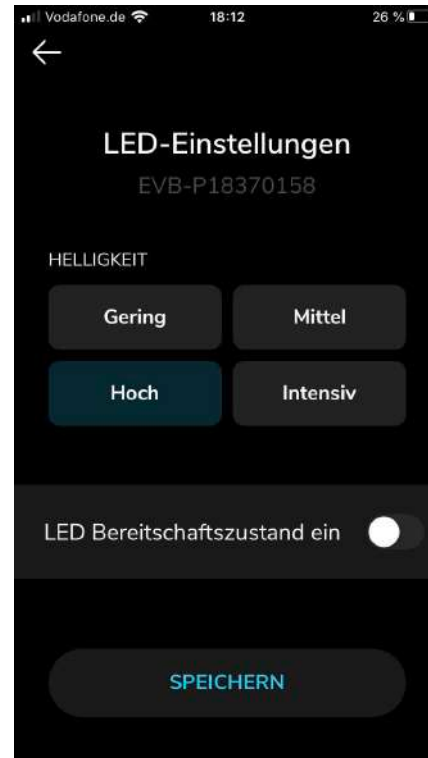 Vodafone.de 18:12 26 %
LED-Einstellungen
EVB-P18370158
HELLIGKEIT
Gering Mittel
Hoch Intensiv
LED Bereitschaftszustand ein
SPEICHERN